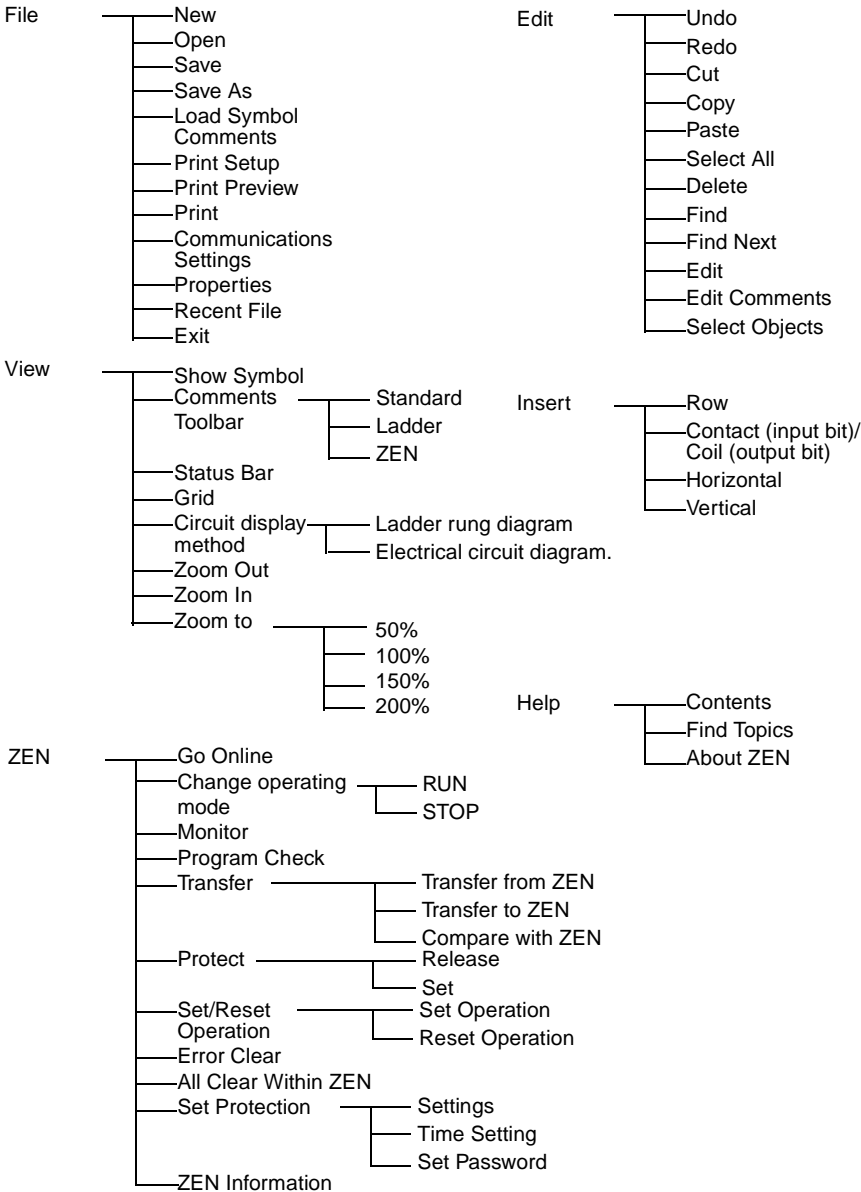 File
New
Open
Save
Save As
Load Symbol
Comments
Print Setup
Print Preview
Print
Communications
Settings
Properties
Recent File
Exit
Edit
Undo
Redo
Cut
Copy
Paste
Select All
Delete
Find
Find Next
Edit
Edit Comments
Select Objects
View
Show Symbol
Comments
Toolbar
Standard
Ladder
ZEN
Status Bar
Grid
Circuit display
method
Ladder rung diagram
Electrical circuit diagram.
Zoom Out
Zoom In
Zoom to
50%
100%
150%
200%
Insert
Row
Contact (input bit)/
Coil (output bit)
Horizontal
Vertical
Help
Contents
Find Topics
About ZEN
ZEN
Go Online
Change operating
mode
RUN
STOP
Monitor
Program Check
Transfer
Transfer from ZEN
Transfer to ZEN
Compare with ZEN
Protect
Release
Set
Set/Reset
Operation
Set Operation
Reset Operation
Error Clear
All Clear Within ZEN
Set Protection
Settings
Time Setting
Set Password
ZEN Information